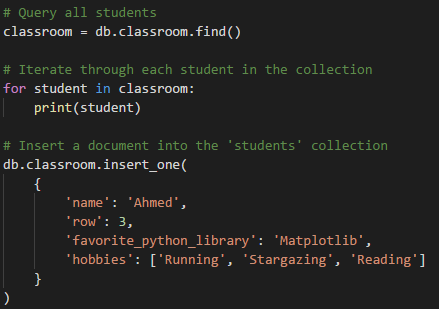 # Query all students
classroom = db.classroom.find()
# Iterate through each student in the collection
for student in classroom:
    print(student)
# Insert a document into the 'students' collection
db.classroom.insert_one(
    {
        'name': 'Ahmed',
        'row': 3,
        'favorite_python_library': 'Matplotlib',
        'hobbies': ['Running', 'Stargazing', 'Reading']
    }
)